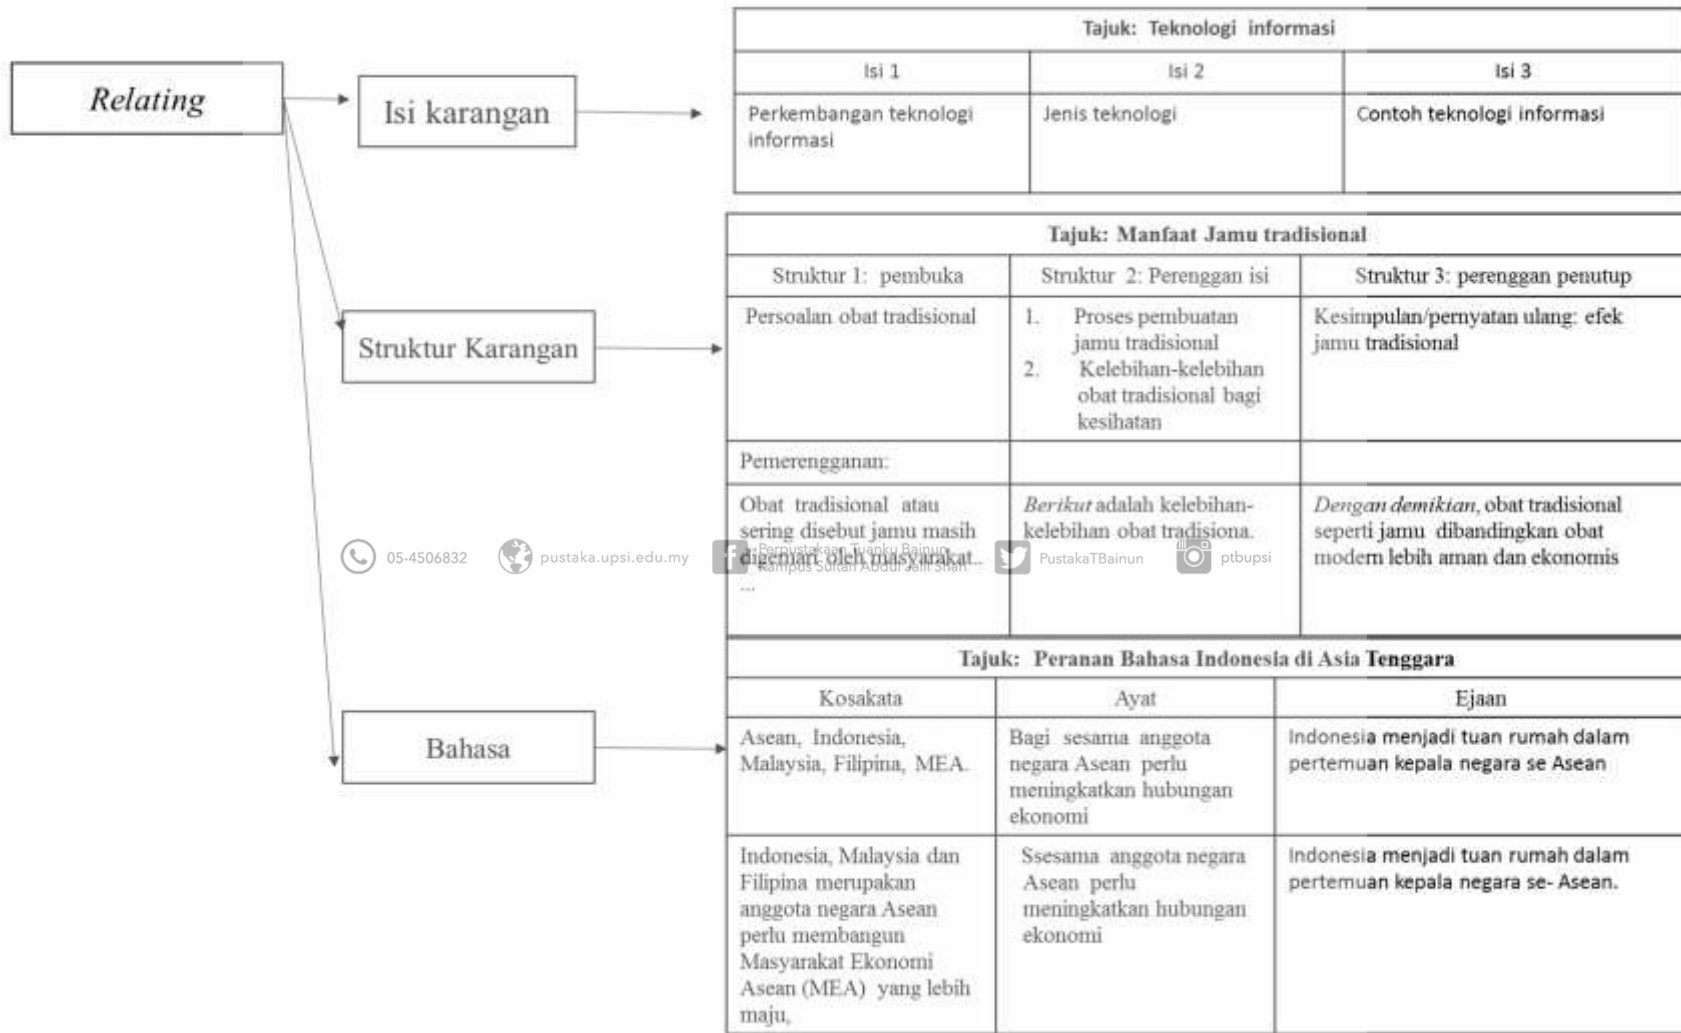 Relating
Isi karangan
Tajuk: Teknologi informasi
Isi 1
Isi 2
Isi 3
Perkembangan teknologi
informasi
Jenis teknologi
Contoh teknologi informasi
Struktur Karangan
Tajuk: Manfaat Jamu tradisional
Struktur 1: pembuka
Struktur 2: Perenggan isi
Struktur 3: perenggan penutup
Persoalan obat tradisional
1. Proses pembuatan
jamu tradisional
2. Kelebihan-kelebihan
obat tradisional bagi
kesihatan
Kesimpulan/pernyatan ulang: efek
jamu tradisional
Pemerengganan:
Obat tradisional atau
sering disebut jamu masih
digemari oleh masyarakat..
...
Berikut adalah kelebihan-
kelebihan obat tradisiona.
Dengan demikian, obat tradisional
seperti jamu dibandingkan obat
modern lebih aman dan ekonomis
05-4506832
pustaka.upsi.edu.my
Perpustakaan Tuanku Bainun
Kampus Sultan Abdul Jalil Shah
PustakaTBainun
ptbupsi
Bahasa
Tajuk: Peranan Bahasa Indonesia di Asia Tenggara
Kosakata
Ayat
Ejaan
Asean, Indonesia,
Malaysia, Filipina, MEA.
Bagi sesama anggota
negara Asean perlu
meningkatkan hubungan
ekonomi
Indonesia menjadi tuan rumah dalam
pertemuan kepala negara se Asean
Indonesia, Malaysia dan
Filipina merupakan
anggota negara Asean
perlu membangun
Masyarakat Ekonomi
Asean (MEA) yang lebih
maju,
Ssesama anggota negara
Asean perlu
meningkatkan hubungan
ekonomi
Indonesia menjadi tuan rumah dalam
pertemuan kepala negara se- Asean.